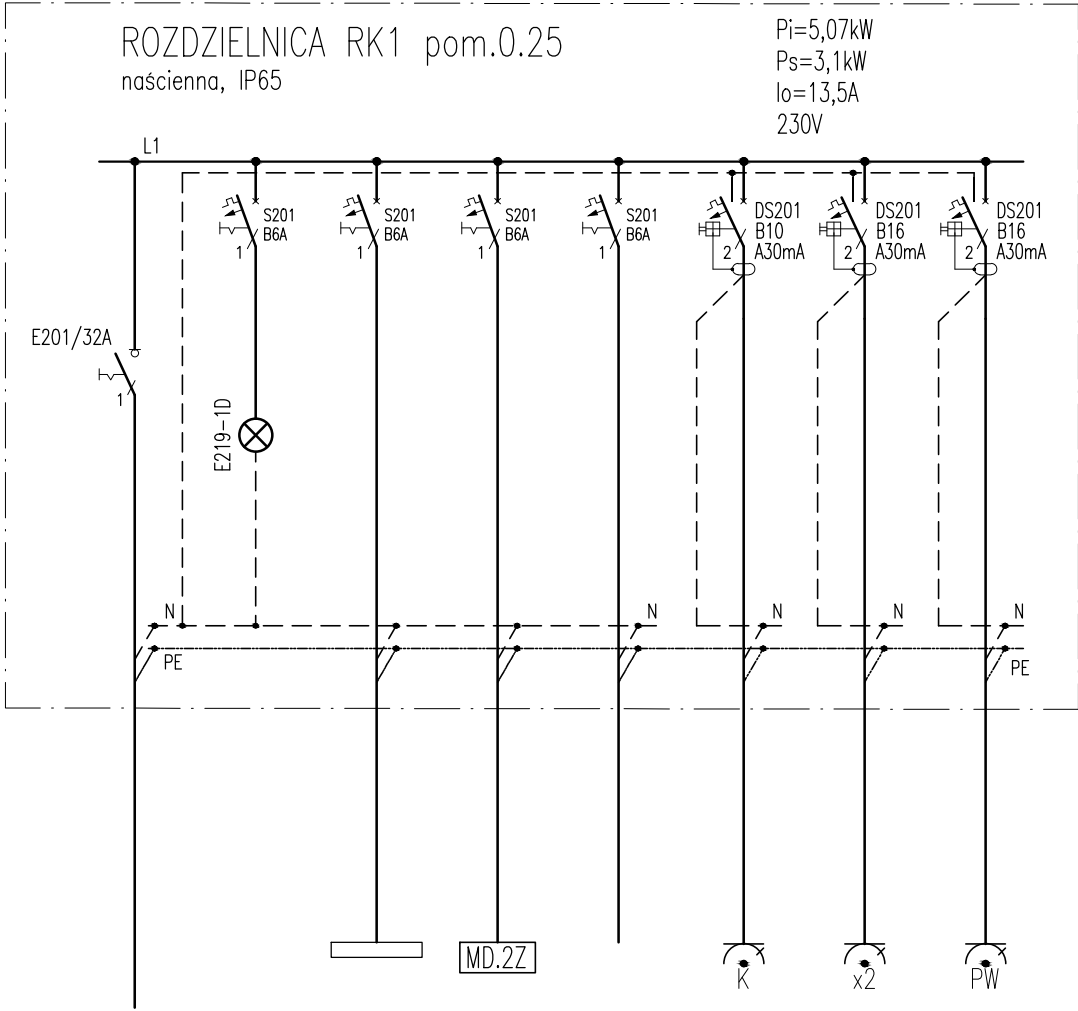 ROZDZIELNICA RK1 pom.0.25
naścienna, IP65
Pi=5,07kW
Ps=3,1kW
Io=13,5A
230V
L1
S201
B6A
1
S201
B6A
1
S201
B6A
1
S201
B6A
1
DS201
B10
A30mA
2
DS201
B16
A30mA
2
DS201
B16
A30mA
2
E201/32A
1
E219-1D
N
N
N
N
N
PE
PE
MD.2Z
K
x2
PW